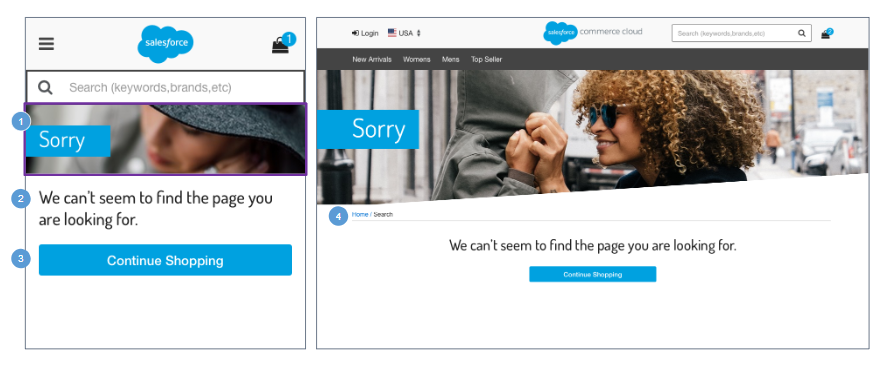 salesforce
1
Search (keywords,brands,etc)
1
Sorry
2
We can't seem to find the page you
are looking for.
3
Continue Shopping
Login USA
salesforce commerce cloud
Search (keywords,brands,etc)
2
New Arrivals Womens Mens Top Seller
Sorry
4
Home / Search
We can't seem to find the page you are looking for.
Continue Shopping